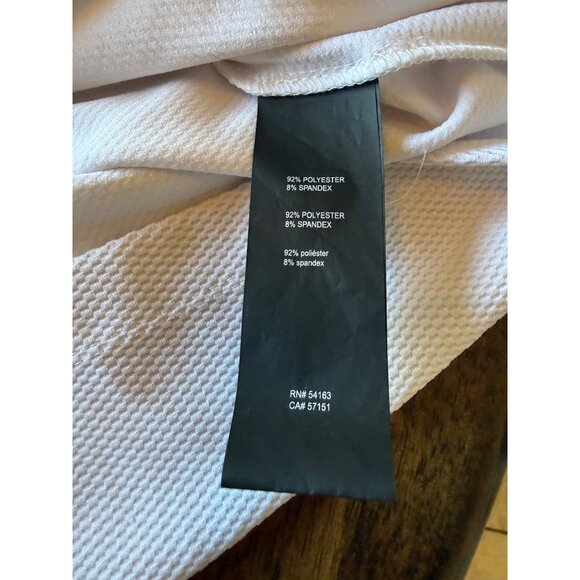 92% POLYESTER
8% SPANDEX
92% POLYESTER
8% SPANDEX
92% poliéster
8% spandex
RN# 54163
CA# 57151